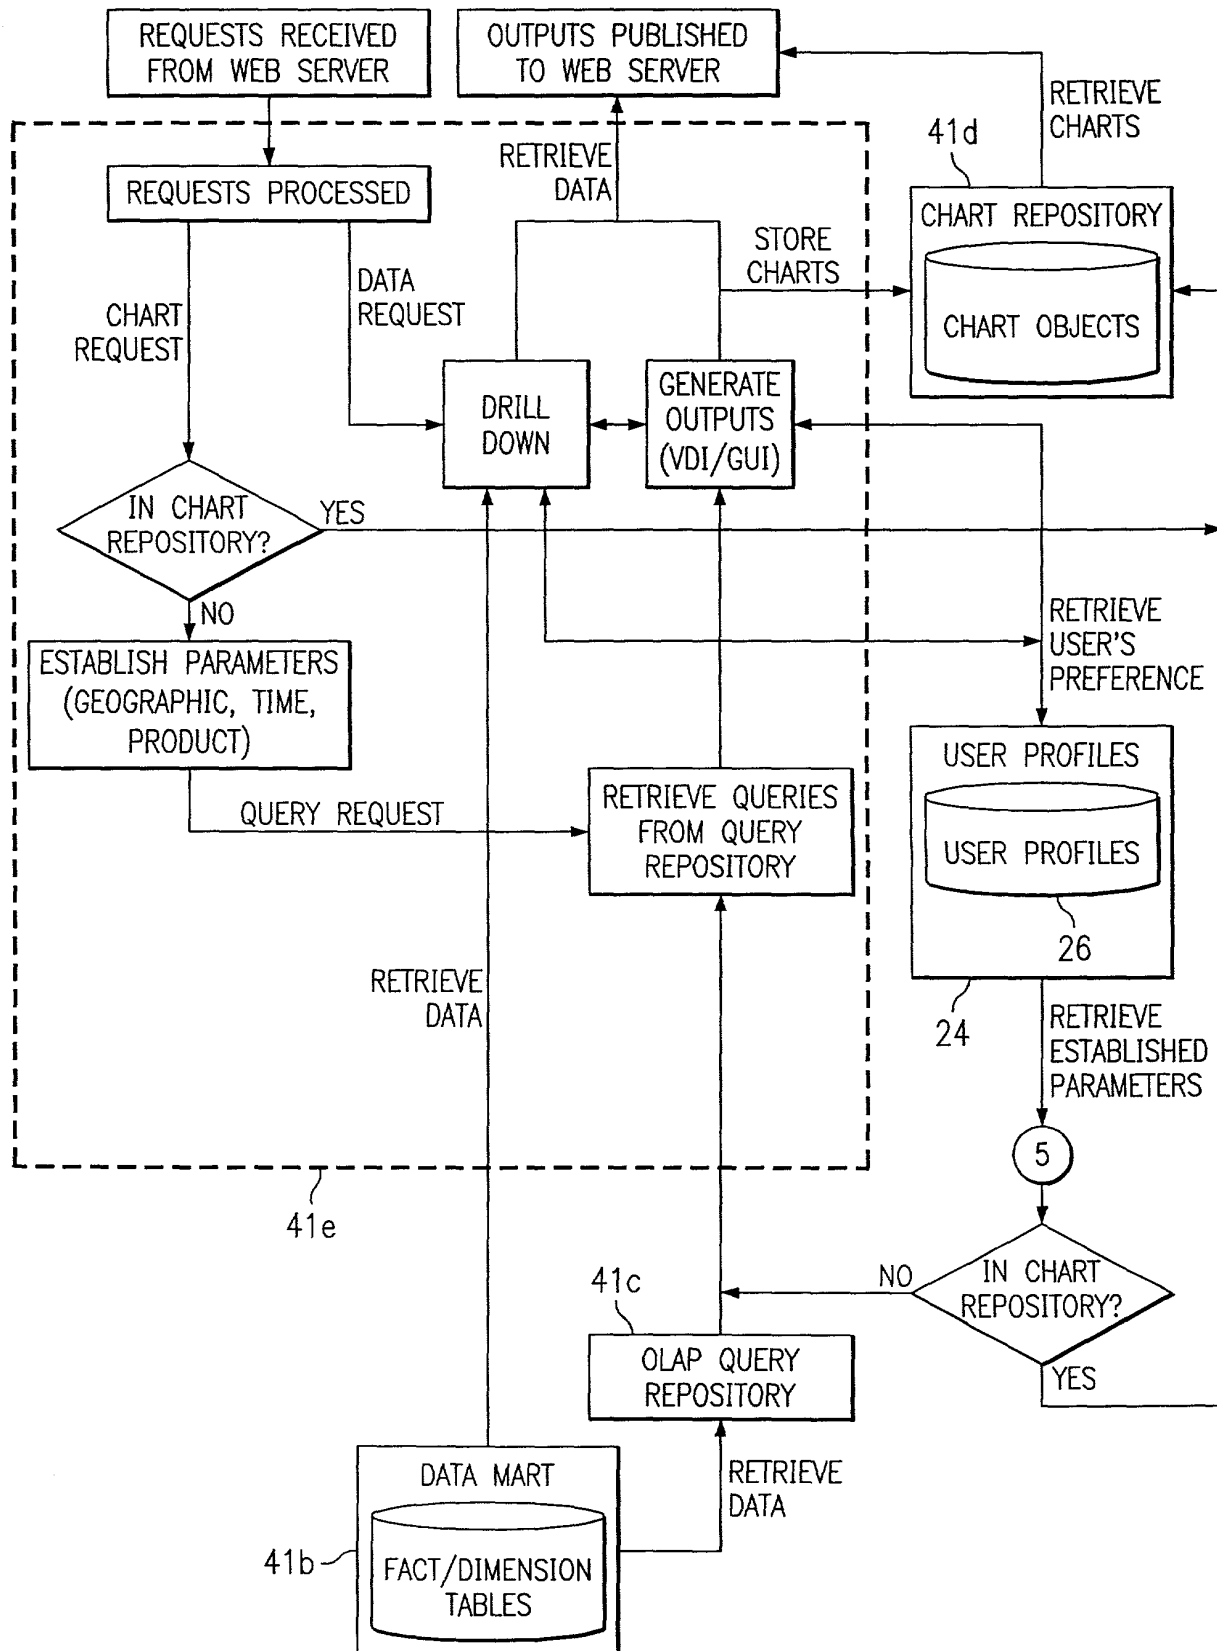 REQUESTS RECEIVED
FROM WEB SERVER
OUTPUTS PUBLISHED
TO WEB SERVER
RETRIEVE
CHARTS
41d
RETRIEVE
DATA
REQUESTS PROCESSED
CHART REPOSITORY
CHART OBJECTS
STORE
CHARTS
DATA
REQUEST
CHART
REQUEST
DRILL
DOWN
GENERATE
OUTPUTS
(VDI/GUI)
IN CHART
REPOSITORY?
YES
NO
RETRIEVE
USER'S
PREFERENCE
ESTABLISH PARAMETERS
(GEOGRAPHIC, TIME,
PRODUCT)
QUERY REQUEST
RETRIEVE QUERIES
FROM QUERY
REPOSITORY
USER PROFILES
USER PROFILES
26
24
RETRIEVE
DATA
RETRIEVE
ESTABLISHED
PARAMETERS
5
41e
IN CHART
REPOSITORY?
NO
YES
41c
OLAP QUERY
REPOSITORY
RETRIEVE
DATA
DATA MART
FACT/DIMENSION
TABLES
41b